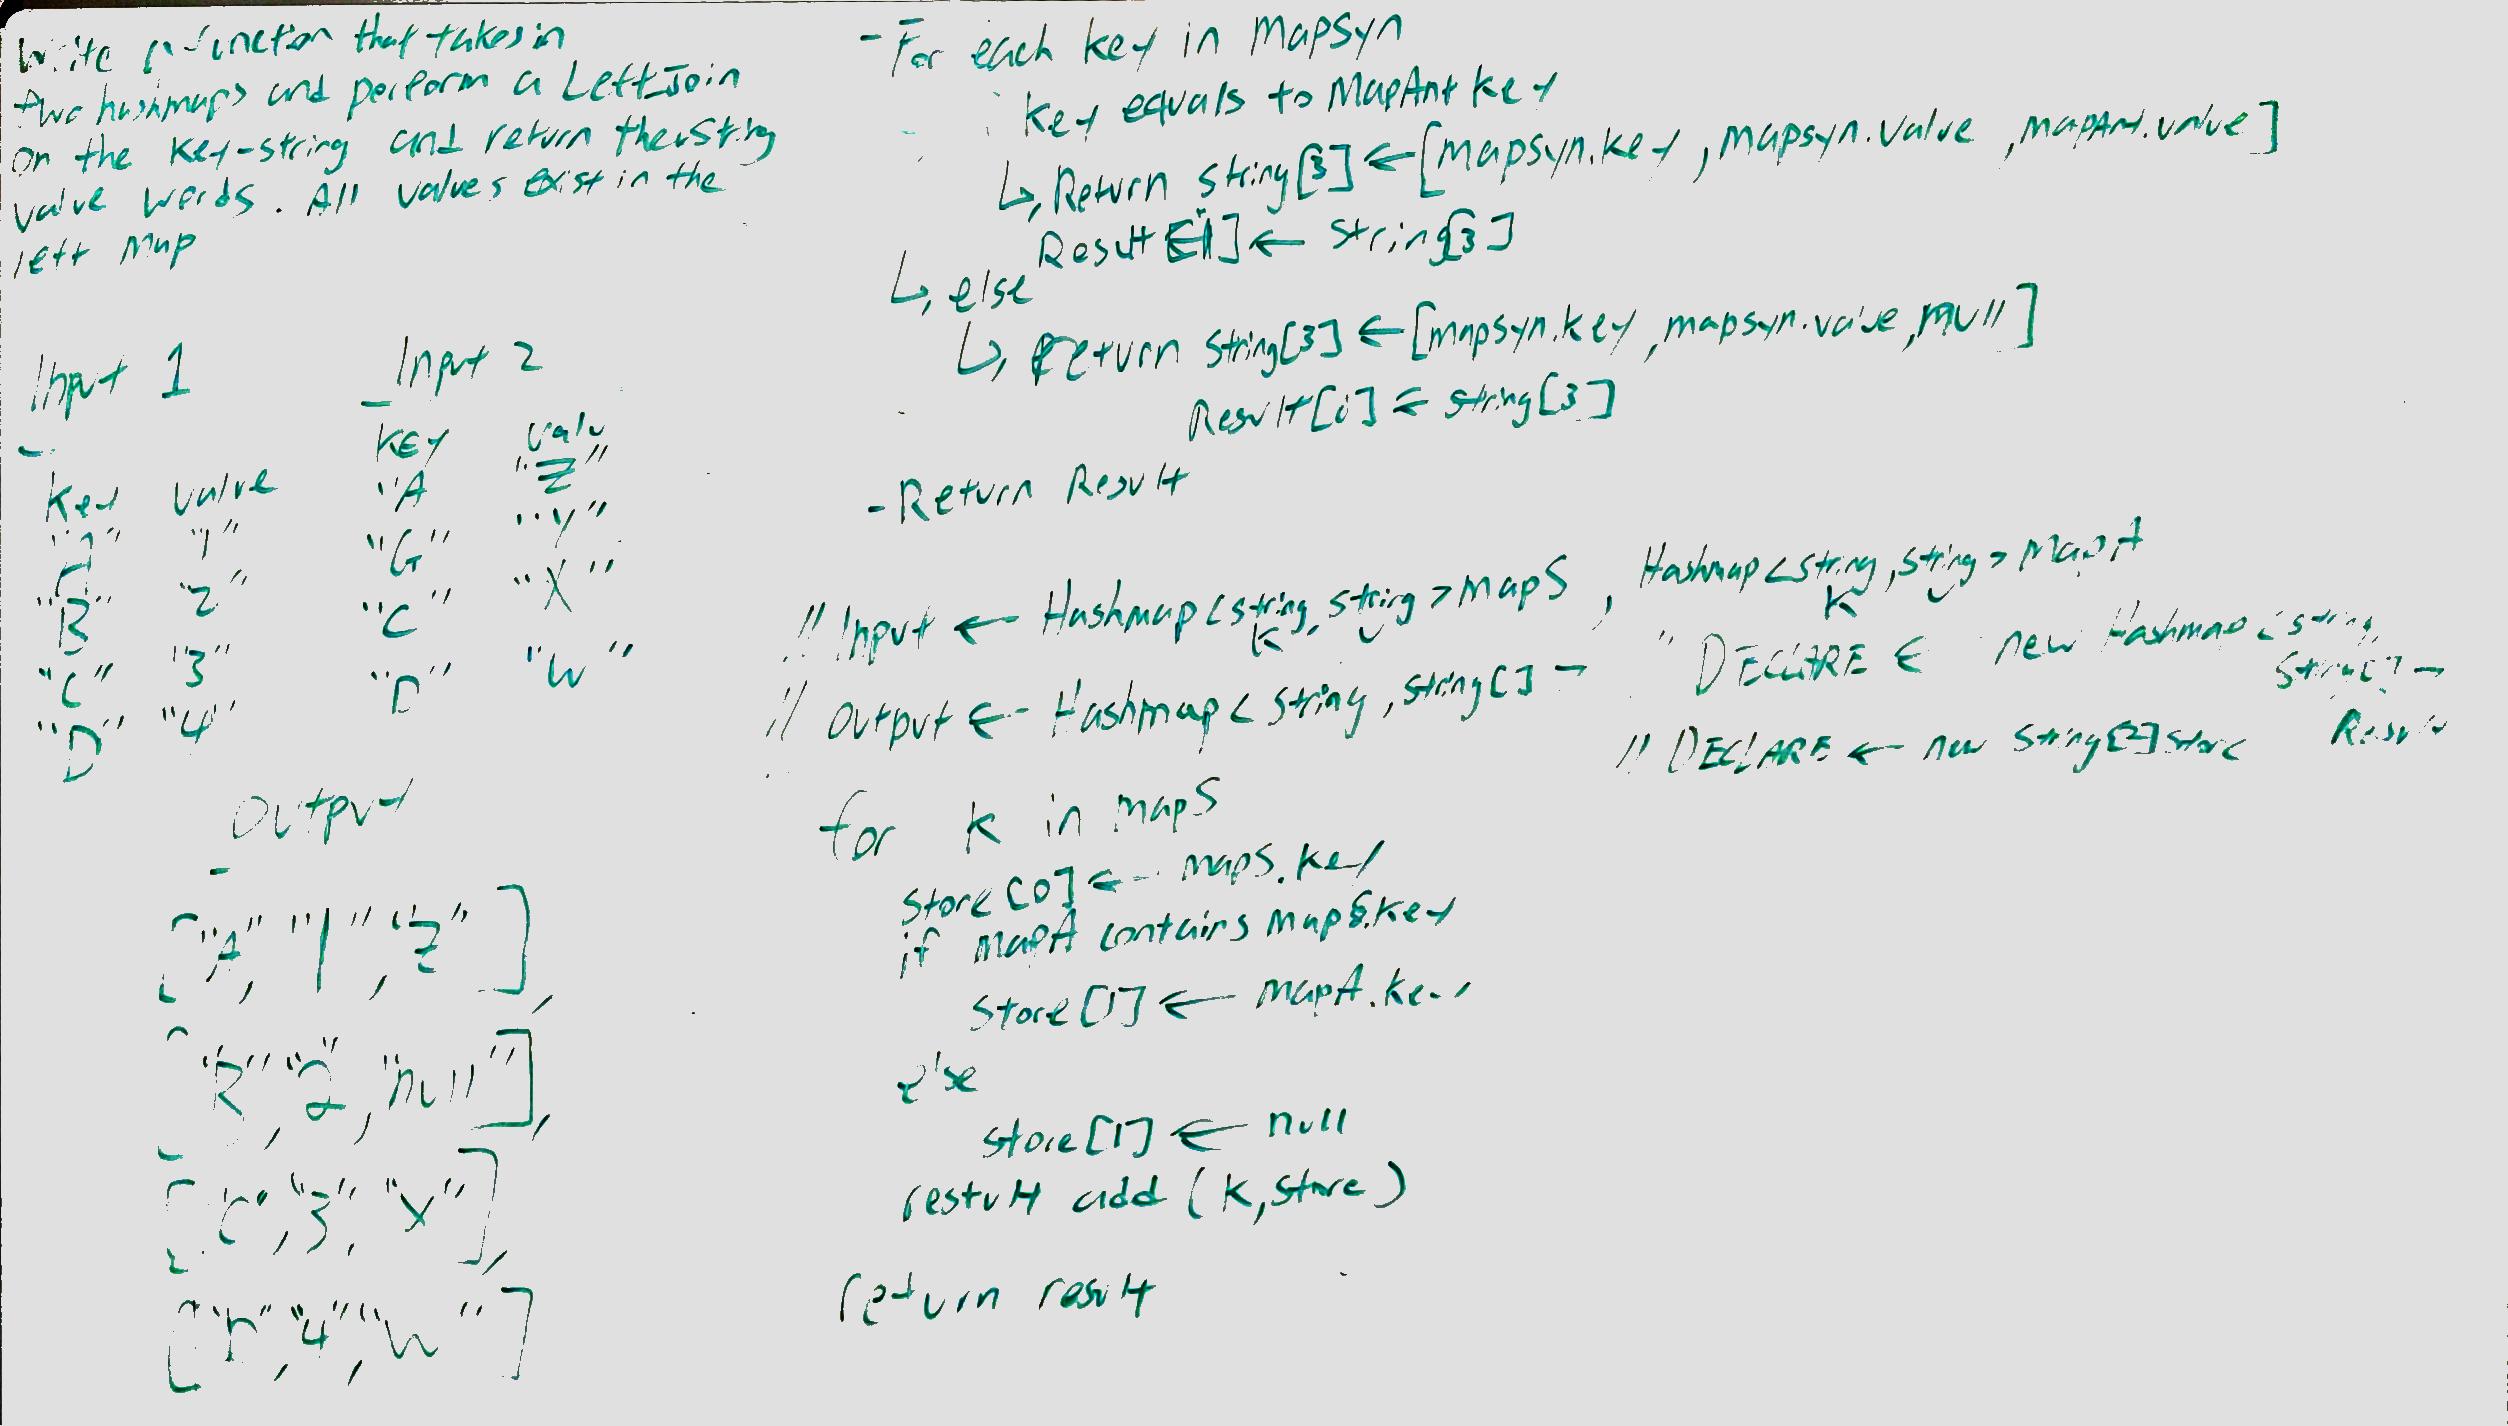 Write a function that takes in
two hashmaps and perform a Left-Join
on the Key-string and return the string
value words. All values exist in the
left Map
Input 1
Key value
"A" "1"
"B" "2"
"C" "3"
"D" "4"
Input 2
KEY Valu
"A "Z"
"G" "Y"
"C" "X"
"D" "W"
Output
["A", "1", "Z"],
["B", "2, "null"],
["C", "3", "X"],
["D", "4", "W"]
- For each key in MapSyn
Key equals to MapAnt Key
↳, Return string[3] ← [mapsyn.key, mapsyn.value, mapAnt.value]
Result ← string[3]
↳, else
↳, return string[3] ← [mapsyn.key, mapsyn.value, null]
Result[i] ← string[3]
- Return Result
// Input ← Hashmap<string, string> mapS, Hashmap<string, string> MapA
K V K V
// Output ← Hashmap<string, string[]>
" DECLARE ← new Hashmap<string,
string[]>
Result
// DECLARE ← new string[2] store
for K in mapS
store[0] ← mapS.key
if mapA contains mapS.key
store[1] ← mapA.key
else
store[1] ← null
restult add (K, store)
return result